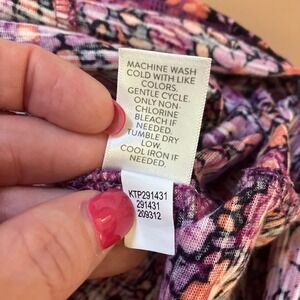 MACHINE WASH
COLD WITH LIKE
COLORS.
GENTLE CYCLE.
ONLY NON-
CHLORINE
BLEACH IF
NEEDED.
TUMBLE DRY
LOW.
COOL IRON IF
NEEDED.
KTP291431
291431
209312